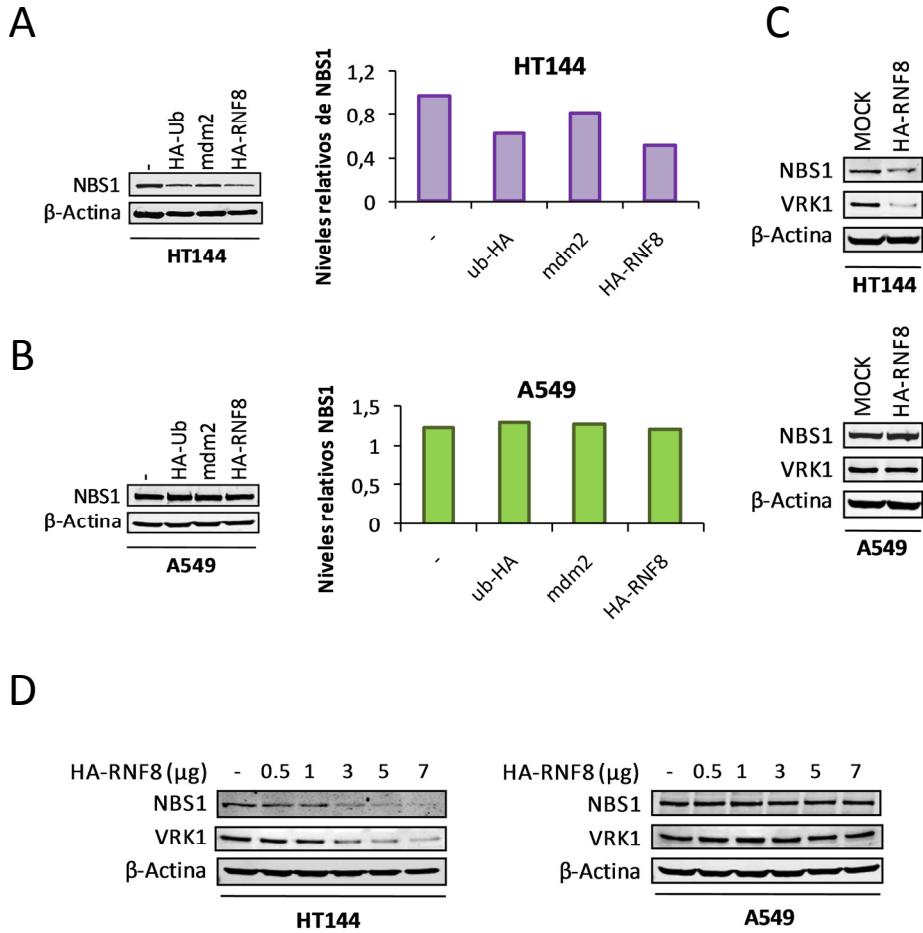 A
-
HA-Ub
mdm2
HA-RNF8
NBS1
β-Actina
HT144
HT144
Niveles relativos de NBS1
1,2
0,8
0,4
0
-
ub-HA
mdm2
HA-RNF8
C
MOCK
HA-RNF8
NBS1
VRK1
β-Actina
HT144
B
-
HA-Ub
mdm2
HA-RNF8
NBS1
β-Actina
A549
A549
Niveles relativos NBS1
1,5
1
0,5
0
-
ub-HA
mdm2
HA-RNF8
MOCK
HA-RNF8
NBS1
VRK1
β-Actina
A549
D
HA-RNF8 (µg) - 0.5 1 3 5 7
NBS1
VRK1
β-Actina
HT144
HA-RNF8 (µg) - 0.5 1 3 5 7
NBS1
VRK1
β-Actina
A549